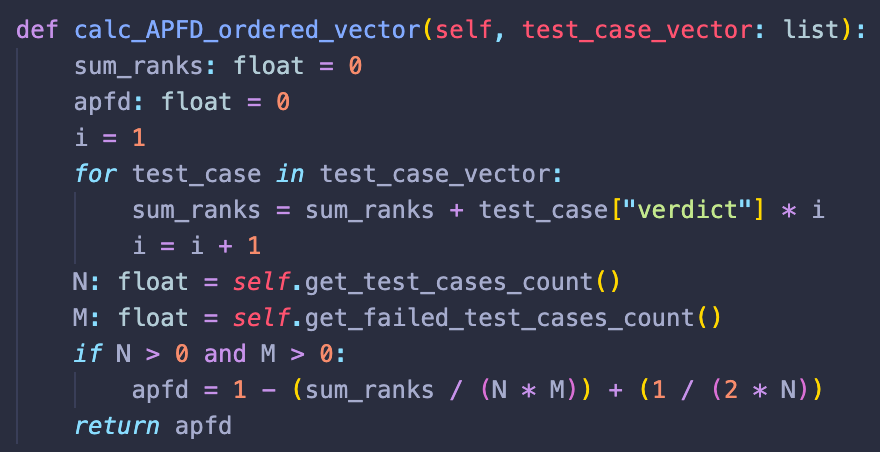 def calc_APFD_ordered_vector(self, test_case_vector: list):
    sum_ranks: float = 0
    apfd: float = 0
    i = 1
    for test_case in test_case_vector:
        sum_ranks = sum_ranks + test_case["verdict"] * i
        i = i + 1
    N: float = self.get_test_cases_count()
    M: float = self.get_failed_test_cases_count()
    if N > 0 and M > 0:
        apfd = 1 - (sum_ranks / (N * M)) + (1 / (2 * N))
    return apfd